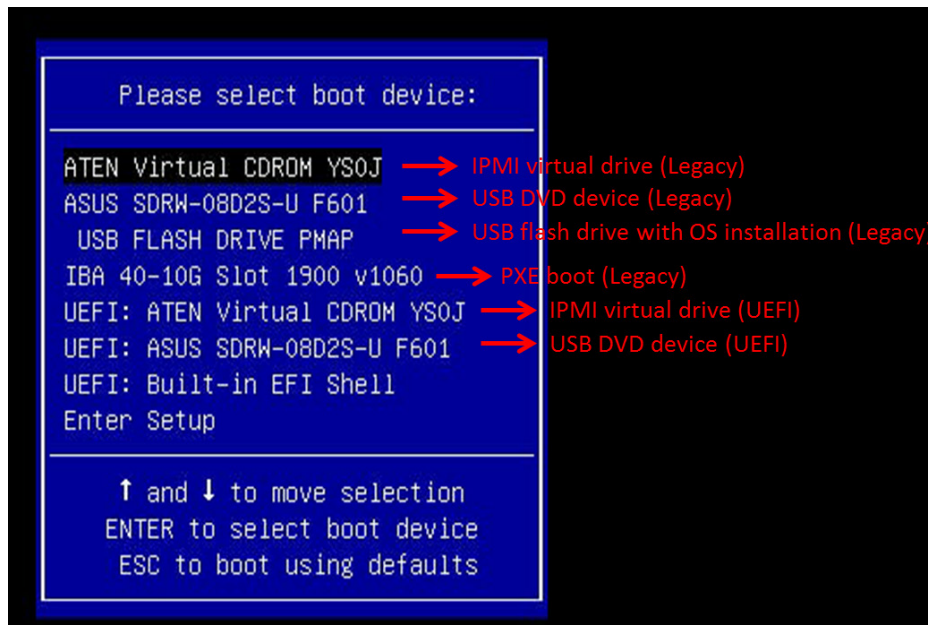 Please select boot device:
ATEN Virtual CDROM YS0J → IPMI virtual drive (Legacy)
ASUS SDRW-08D2S-U F601 → USB DVD device (Legacy)
USB FLASH DRIVE PMAP → USB flash drive with OS installation (Legacy)
IBA 40-10G Slot 1900 v1060 → PXE boot (Legacy)
UEFI: ATEN Virtual CDROM YS0J → IPMI virtual drive (UEFI)
UEFI: ASUS SDRW-08D2S-U F601 → USB DVD device (UEFI)
UEFI: Built-in EFI Shell
Enter Setup
↑ and ↓ to move selection
ENTER to select boot device
ESC to boot using defaults